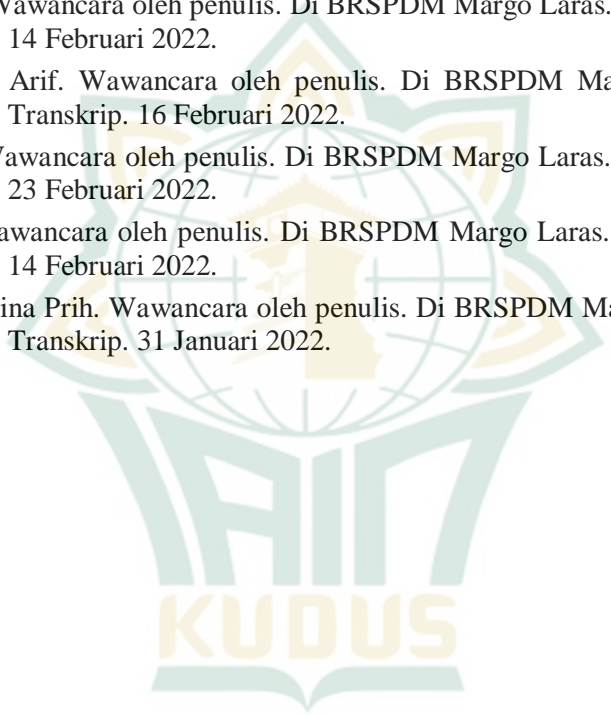 Wawancara oleh penulis. Di BRSPDM Margo Laras.
14 Februari 2022.
Arif. Wawancara oleh penulis. Di BRSPDM Ma
Transkrip. 16 Februari 2022.
Wawancara oleh penulis. Di BRSPDM Margo Laras.
23 Februari 2022.
awancara oleh penulis. Di BRSPDM Margo Laras.
14 Februari 2022.
ina Prih. Wawancara oleh penulis. Di BRSPDM Ma
Transkrip. 31 Januari 2022.
IAIN
KUDUS